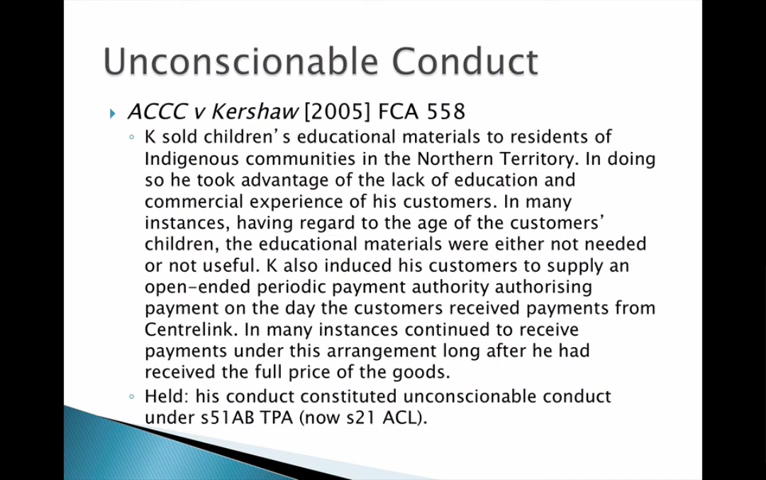 Unconscionable Conduct
ACCC v Kershaw [2005] FCA 558
K sold children's educational materials to residents of
Indigenous communities in the Northern Territory. In doing
so he took advantage of the lack of education and
commercial experience of his customers. In many
instances, having regard to the age of the customers'
children, the educational materials were either not needed
or not useful. K also induced his customers to supply an
open-ended periodic payment authority authorising
payment on the day the customers received payments from
Centrelink. In many instances continued to receive
payments under this arrangement long after he had
received the full price of the goods.
Held: his conduct constituted unconscionable conduct
under s51AB TPA (now s21 ACL).